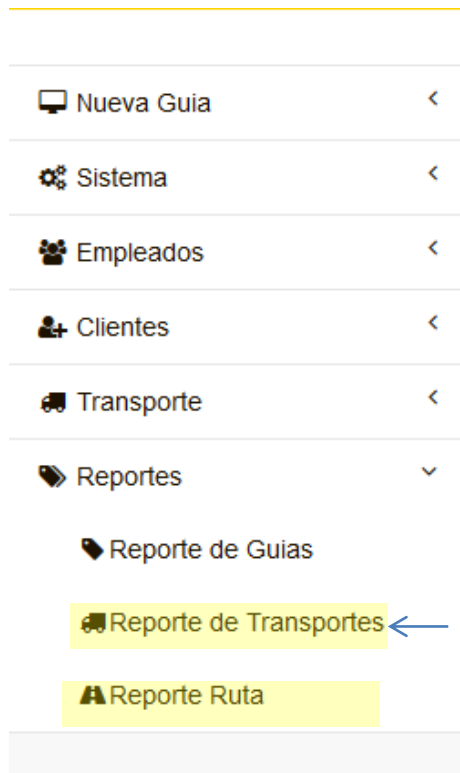 Nueva Guia
Sistema
Empleados
Clientes
Transporte
Reportes
Reporte de Guias
Reporte de Transportes
Reporte Ruta